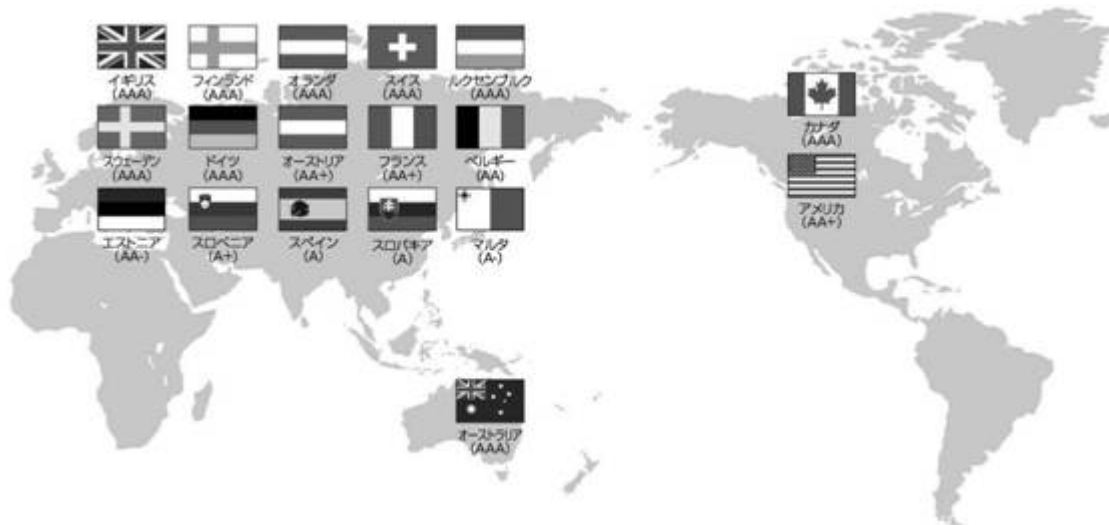 イギリス
(AAA)
フィンランド
(AAA)
オランダ
(AAA)
スイス
(AAA)
ルクセンブルク
(AAA)
スウェーデン
(AAA)
ドイツ
(AAA)
オーストリア
(AA+)
フランス
(AA+)
ベルギー
(AA)
エストニア
(AA-)
スロベニア
(A+)
スペイン
(A)
スロバキア
(A)
マルタ
(A-)
カナダ
(AAA)
アメリカ
(AA+)
オーストラリア
(AAA)